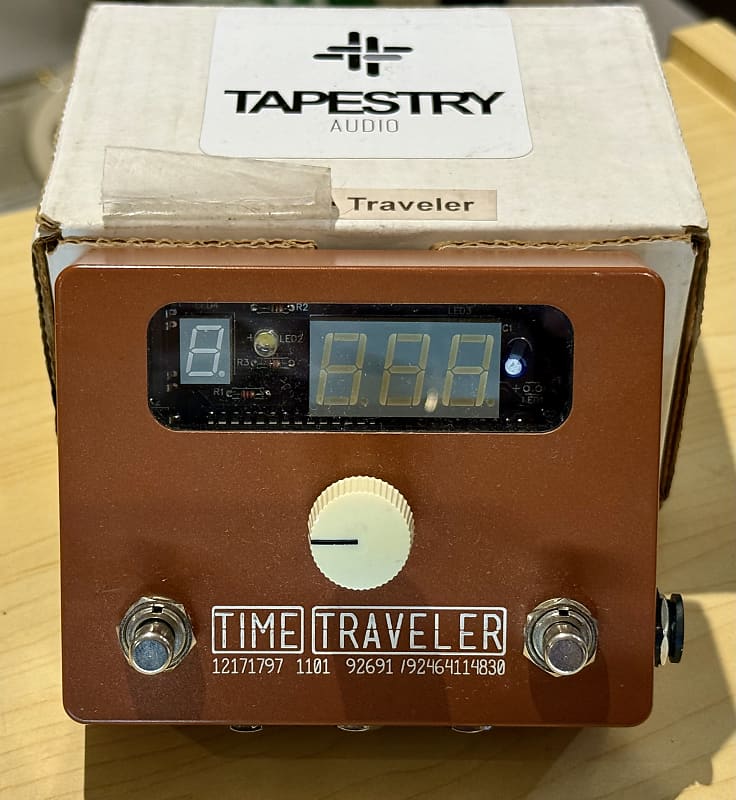 TAPESTRY
AUDIO
Traveler
R2
LED3
C1
LED2
R3
R1
TIME TRAVELER
12171797 1101 92691 /92464114830